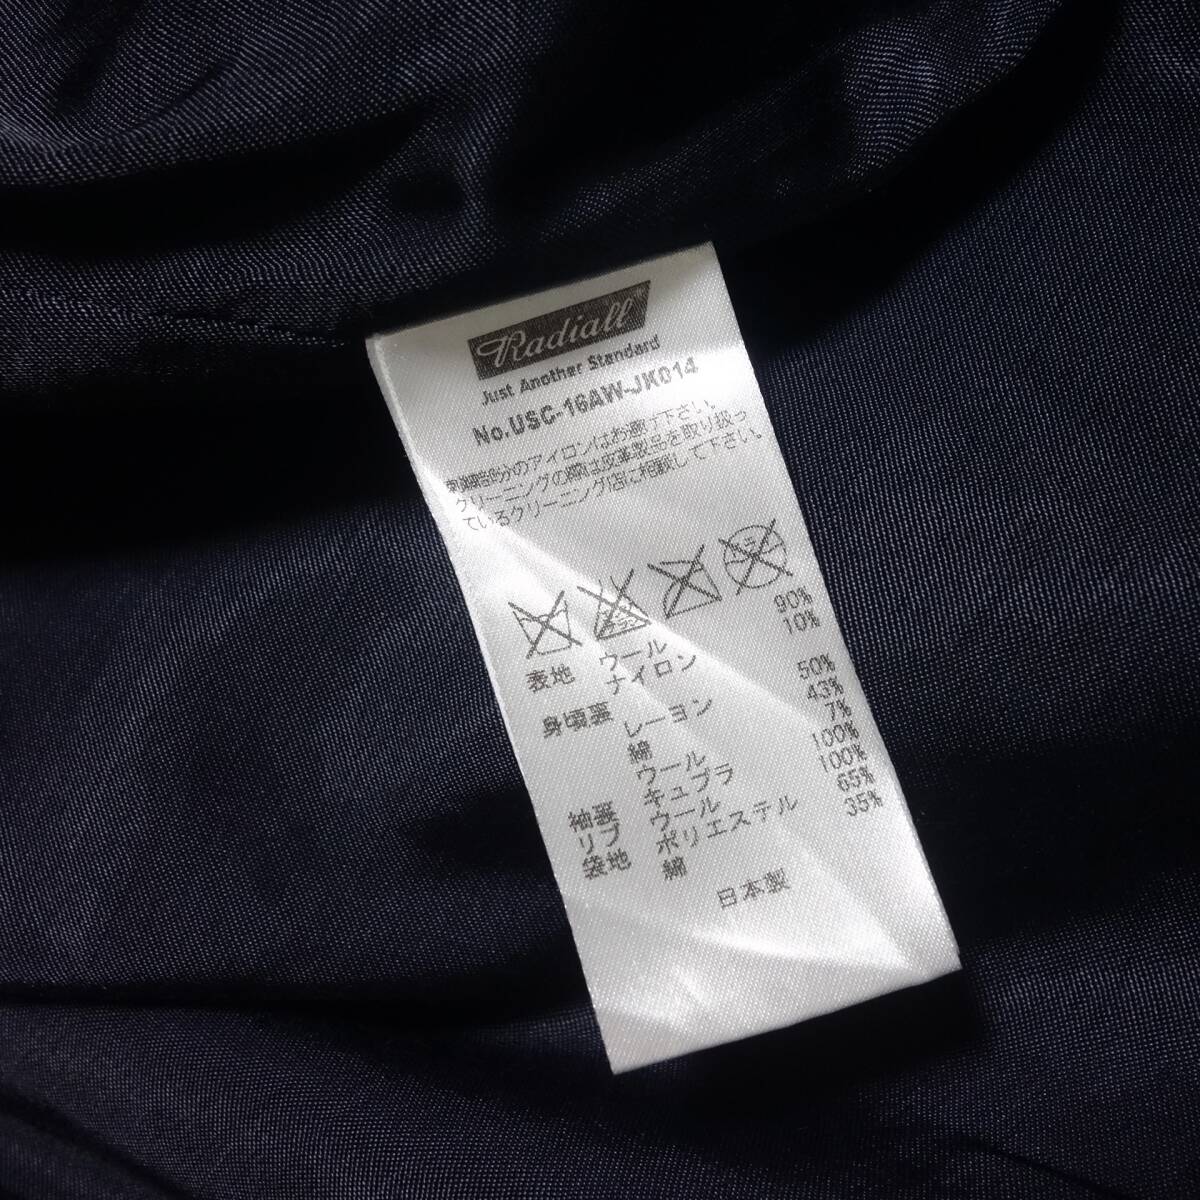 Radiall
Just Another Standard
No.USC-16AW-JK014
部分のアイロンはお避け下さい。
クリーニングの際は皮革製品を取り扱っ
ているクリーニング店に相談して下さい。
表地 ウール 90%
ナイロン 10%
身頃裏 レーヨン 50%
綿 43%
ウール 7%
袖裏 キュプラ 100%
リブ ウール 100%
袋地 ポリエステル 65%
綿 35%
日本製